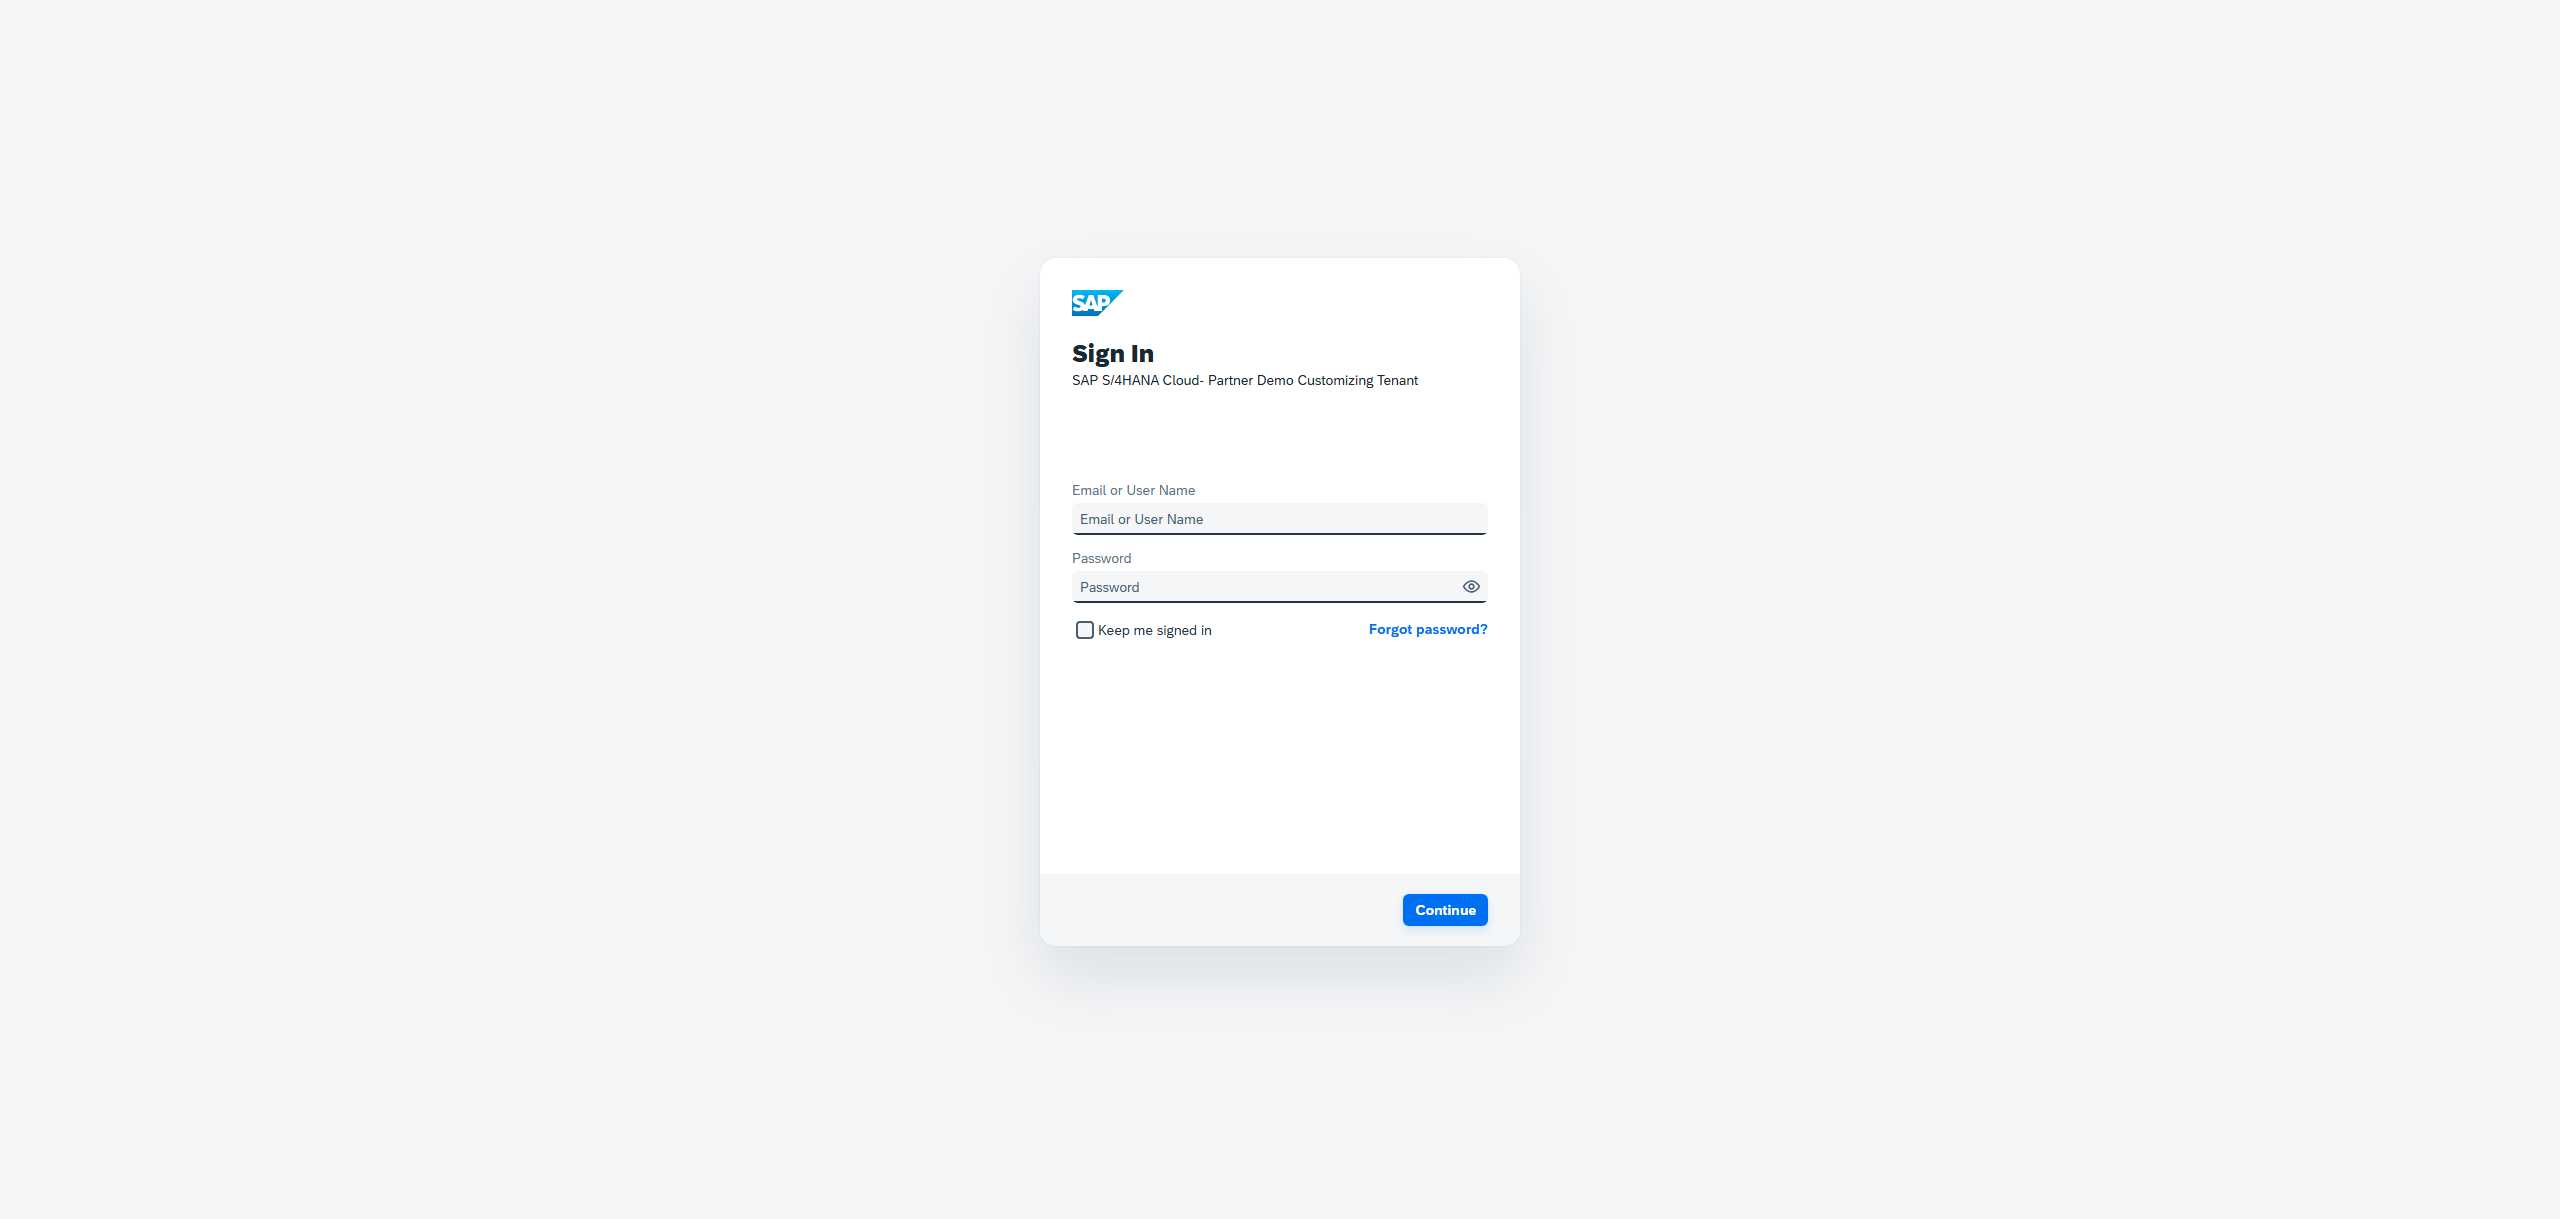 SAP
Sign In
SAP S/4HANA Cloud- Partner Demo Customizing Tenant
Email or User Name
Email or User Name
Password
Password
Keep me signed in
Forgot password?
Continue